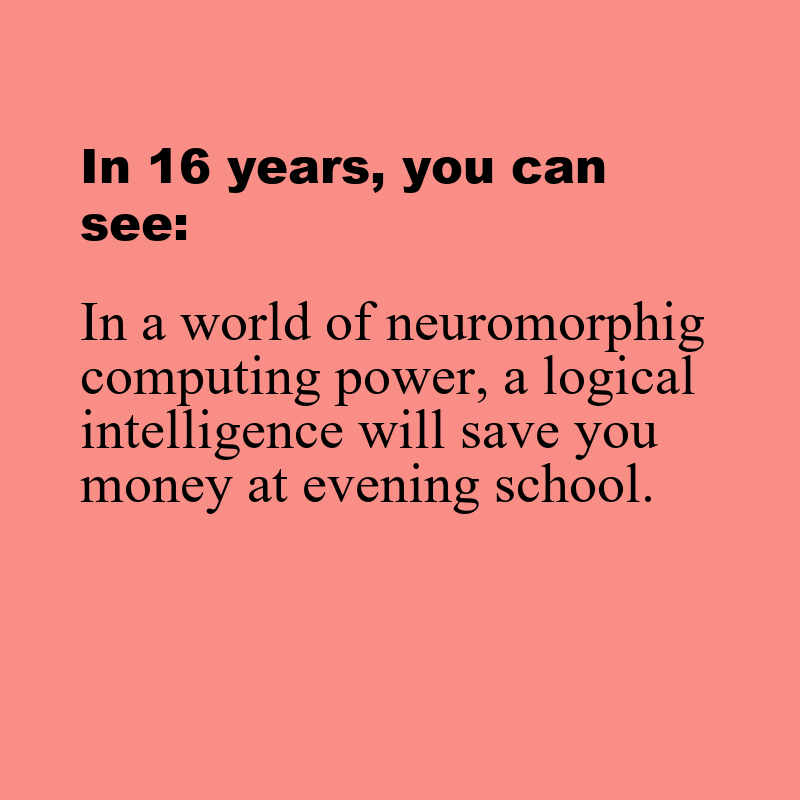 In 16 years, you can
see:
In a world of neuromorphig
computing power, a logical
intelligence will save you
money at evening school.